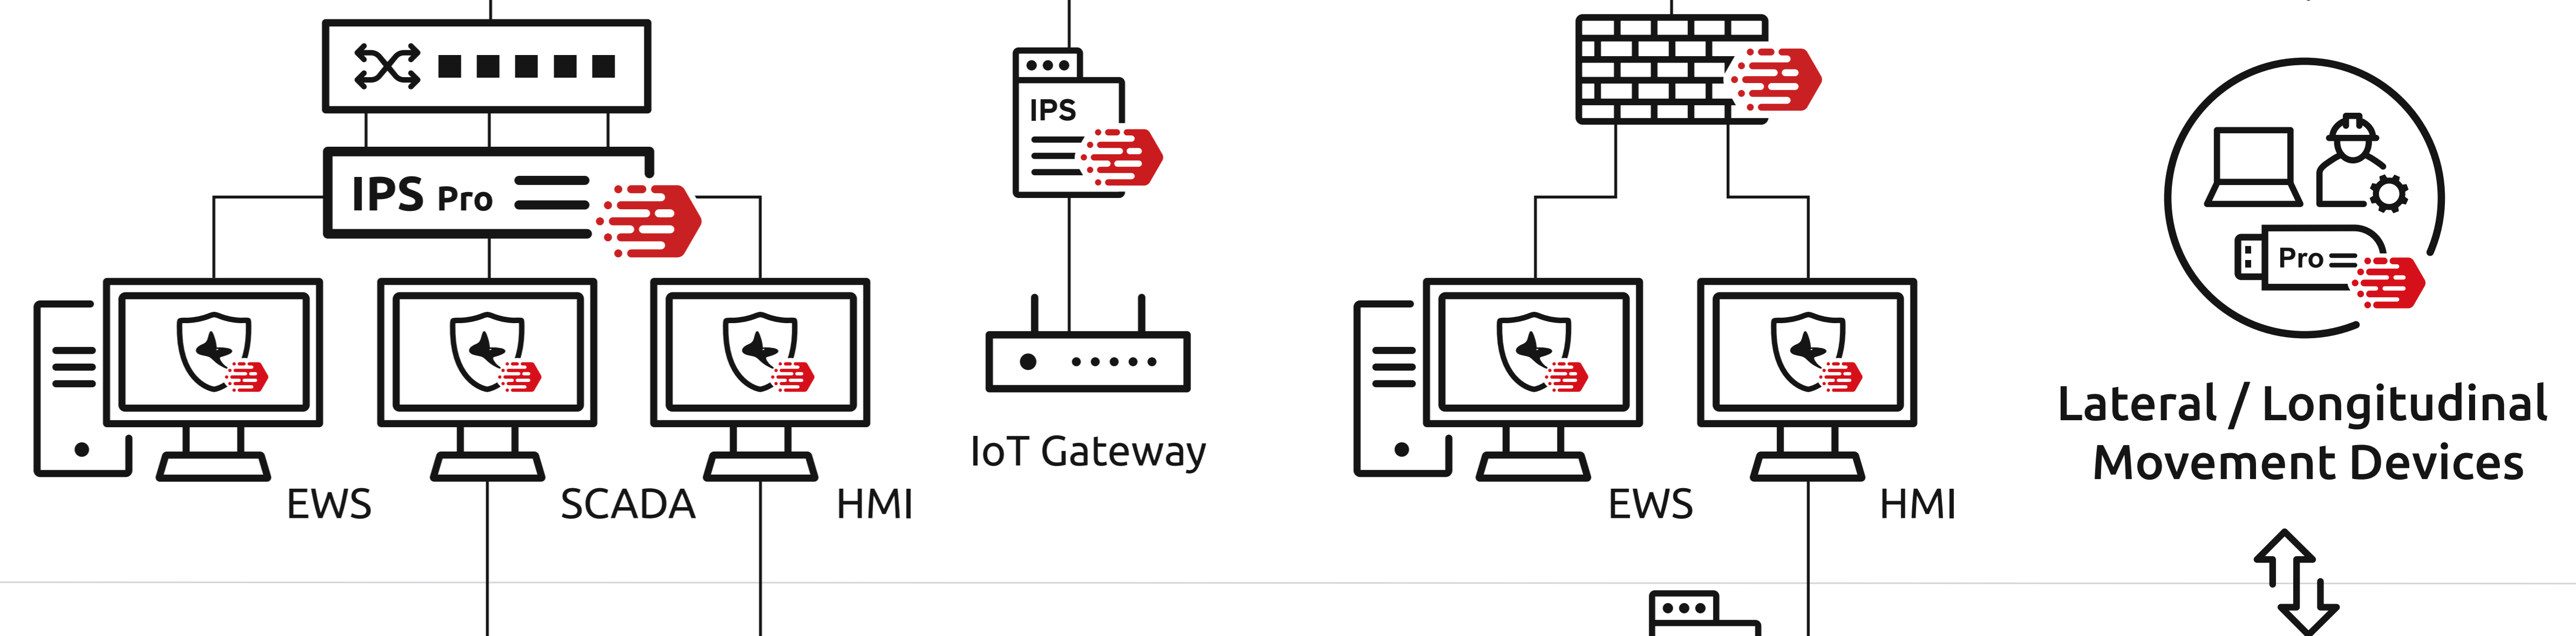 IPS Pro
IPS
EWS
SCADA
HMI
IoT Gateway
EWS
HMI
Pro
Lateral / Longitudinal
Movement Devices